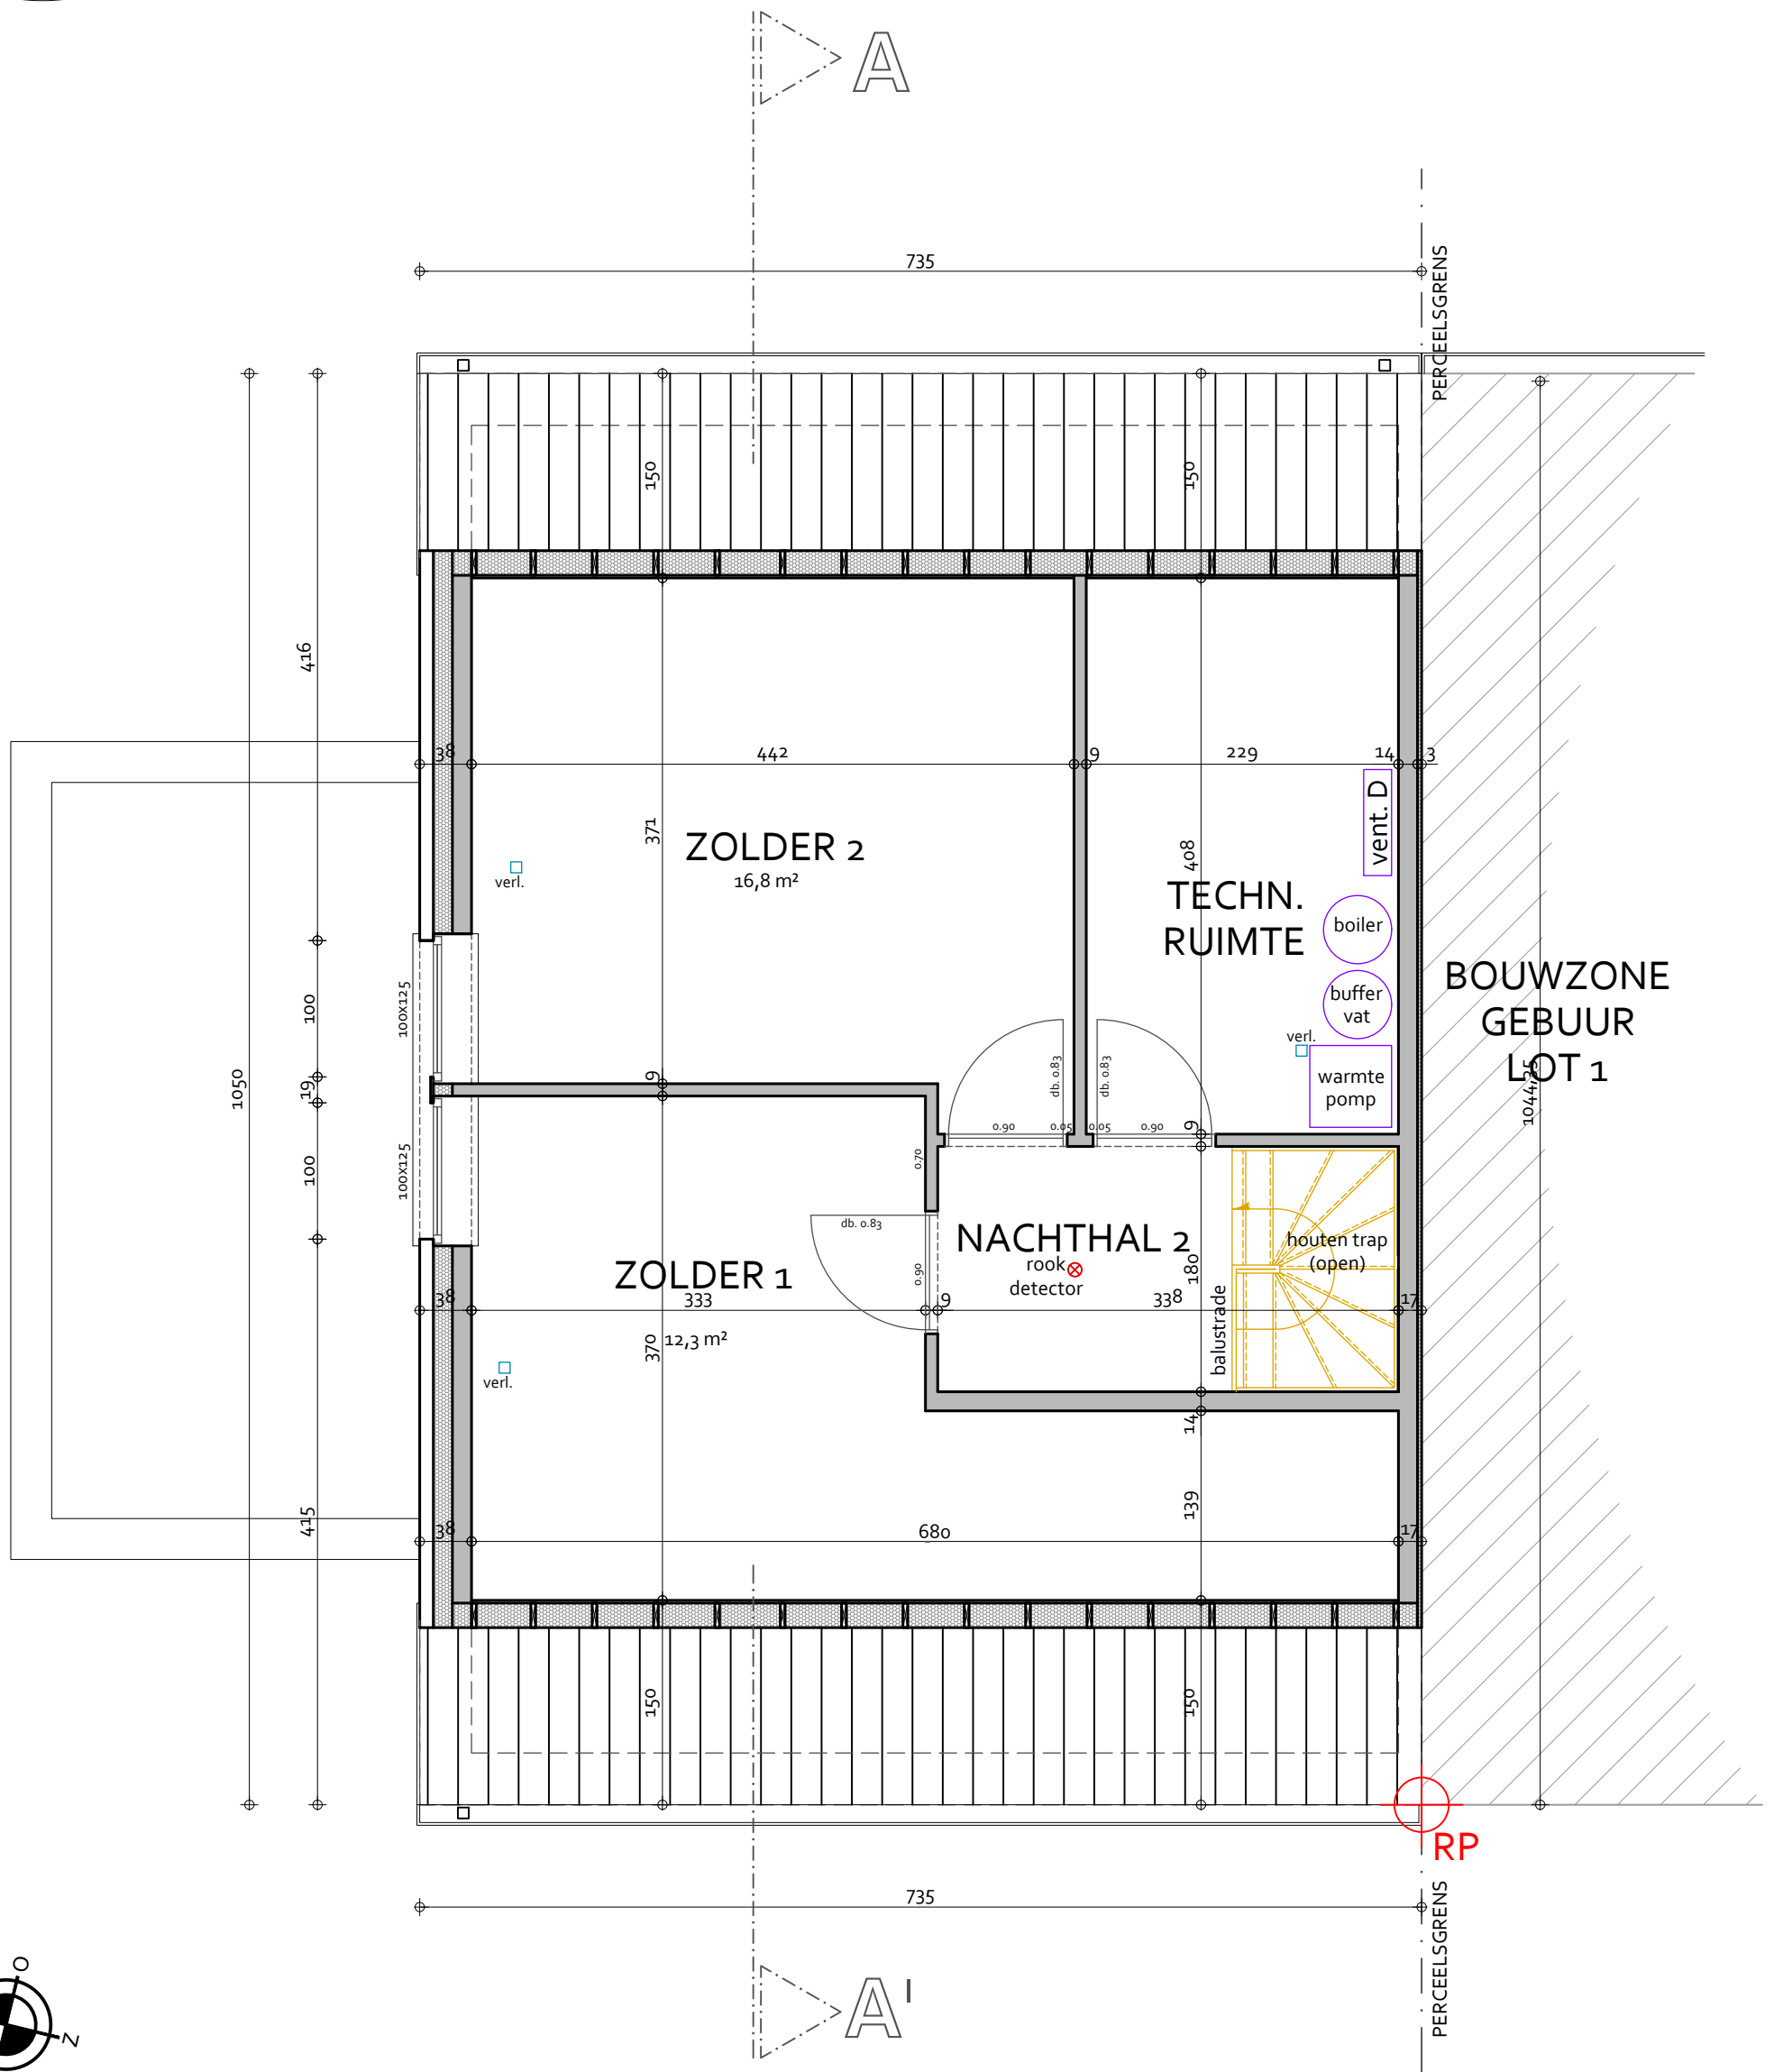 A
735
PERCEELSGRENS
150
150
416
38
442
9
229
14
3
371
408
vent. D
ZOLDER 2
16,8 m²
verl.
TECHN.
RUIMTE
boiler
buffer
vat
verl.
warmte
pomp
BOUWZONE
GEBUUR
LOT 1
1044,35
1050
100
100x125
19
100
100x125
9
db. 0.83
db. 0.83
0.90
0.05
0.05
0.90
9
0.70
db. 0.83
0.90
NACHTHAL 2
rook
detector
180
houten trap
(open)
balustrade
ZOLDER 1
38
333
9
338
17
370
12,3 m²
verl.
14
139
415
38
680
17
150
150
RP
735
PERCEELSGRENS
A'
O
Z